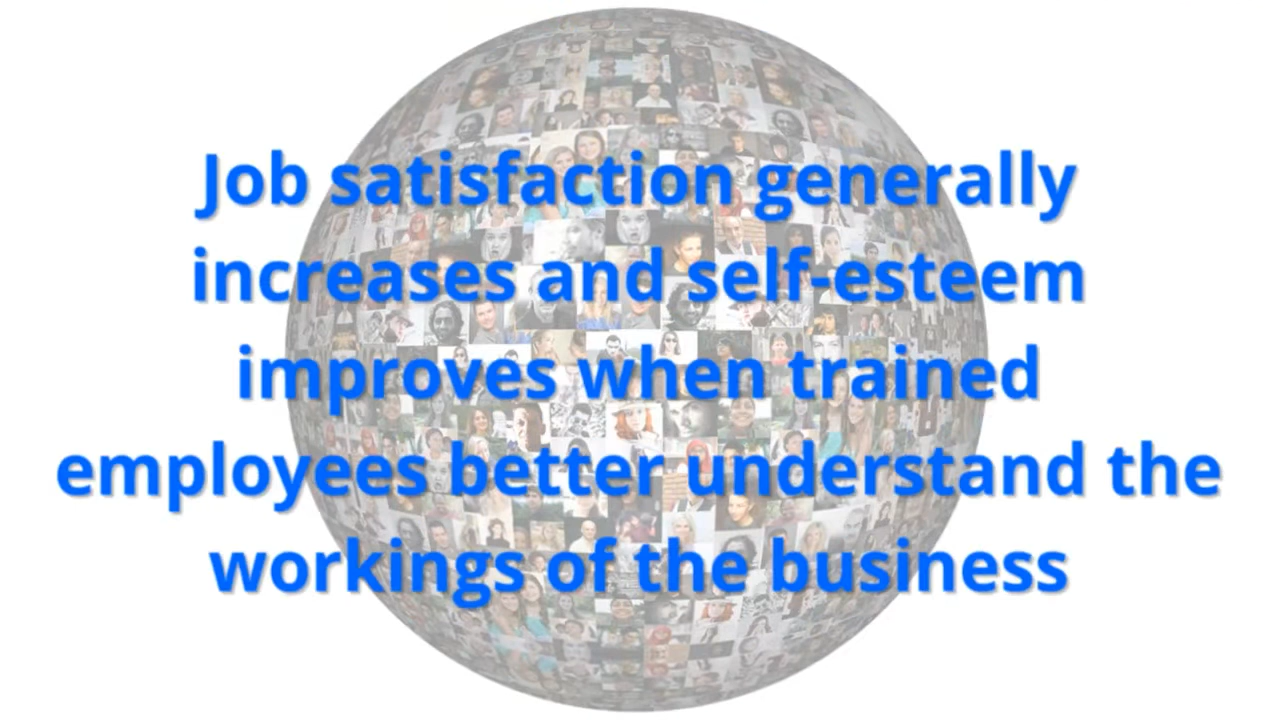 Job satisfaction generally
increases and self-esteem
improves when trained
employees better understand the
workings of the business